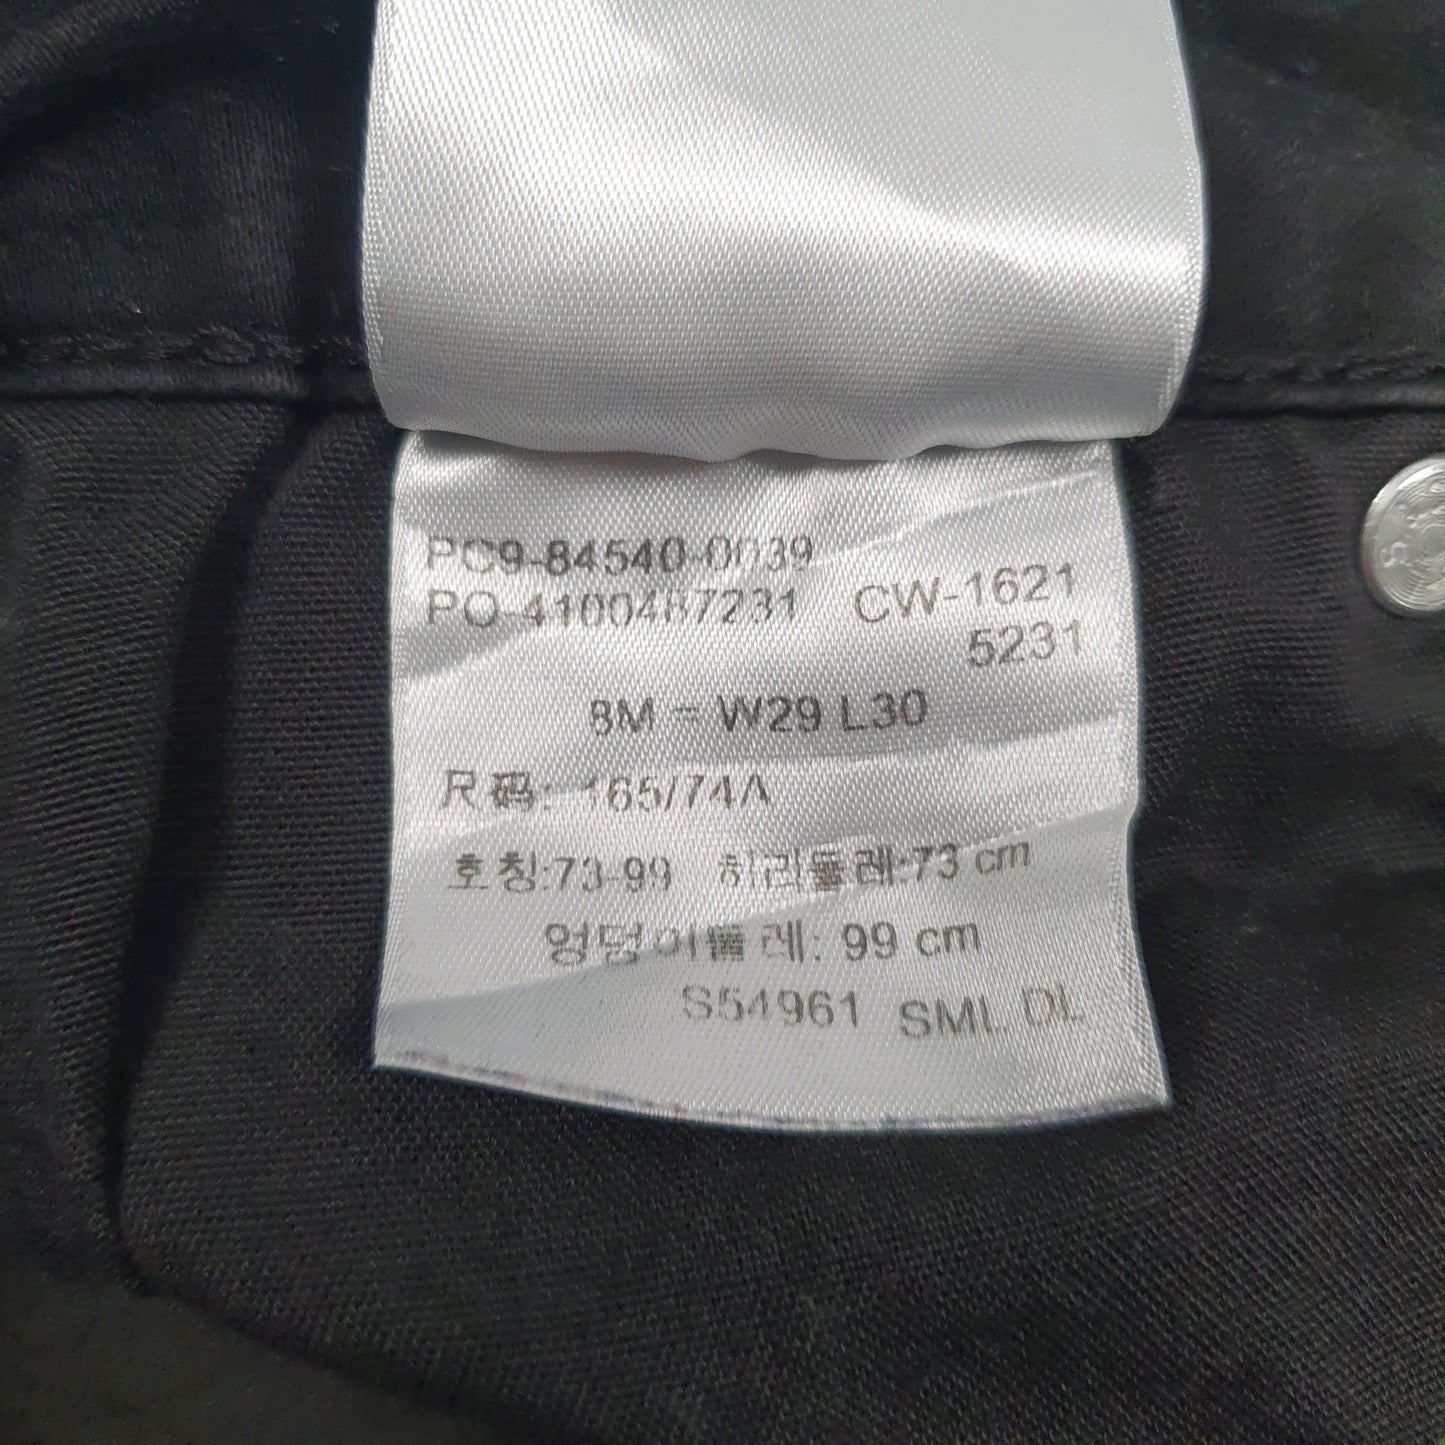 PC9-84540-0039
PO-4100487231 CW-1621
5231
8M = W29 L30
尺码: 165/74A
호칭:73-99 허리둘레:73 cm
엉덩이둘레: 99 cm
S54961 SML DL